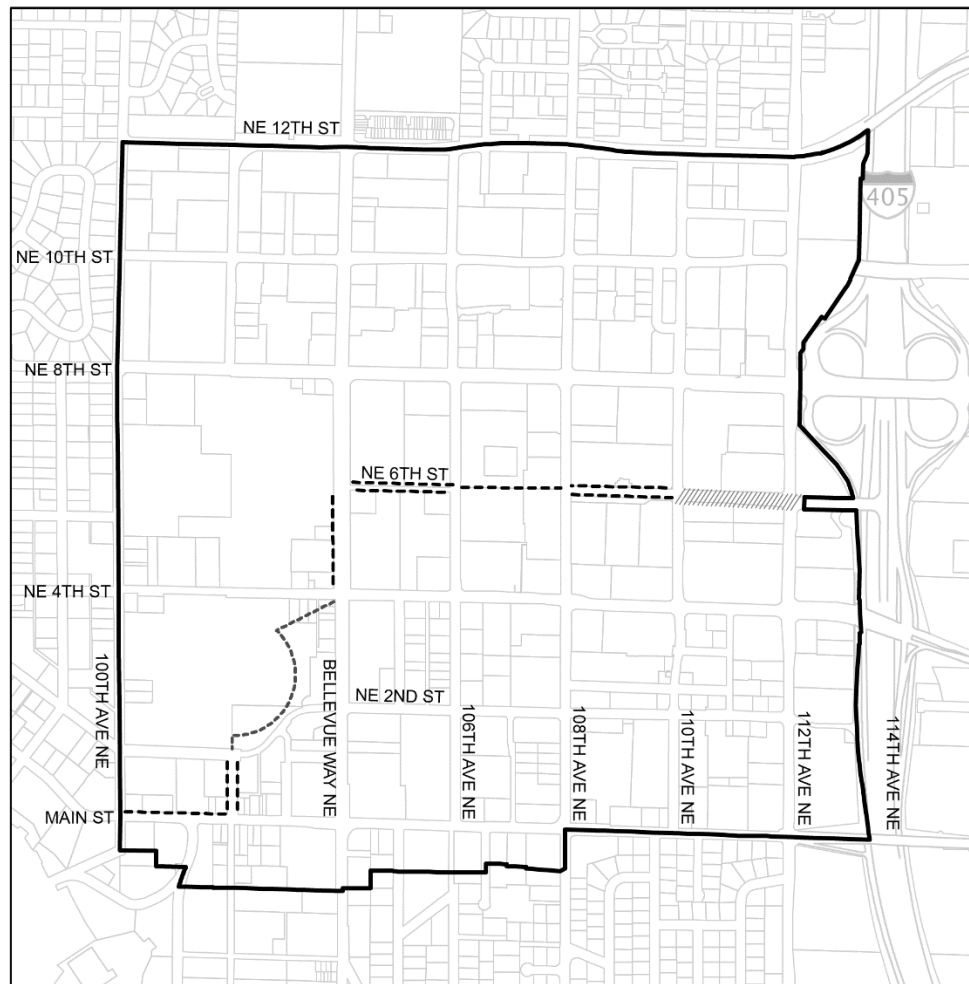 NE 12TH ST
405
NE 10TH ST
NE 8TH ST
NE 6TH ST
NE 4TH ST
100TH AVE NE
BELLEVUE WAY NE
NE 2ND ST
106TH AVE NE
108TH AVE NE
110TH AVE NE
112TH AVE NE
114TH AVE NE
MAIN ST